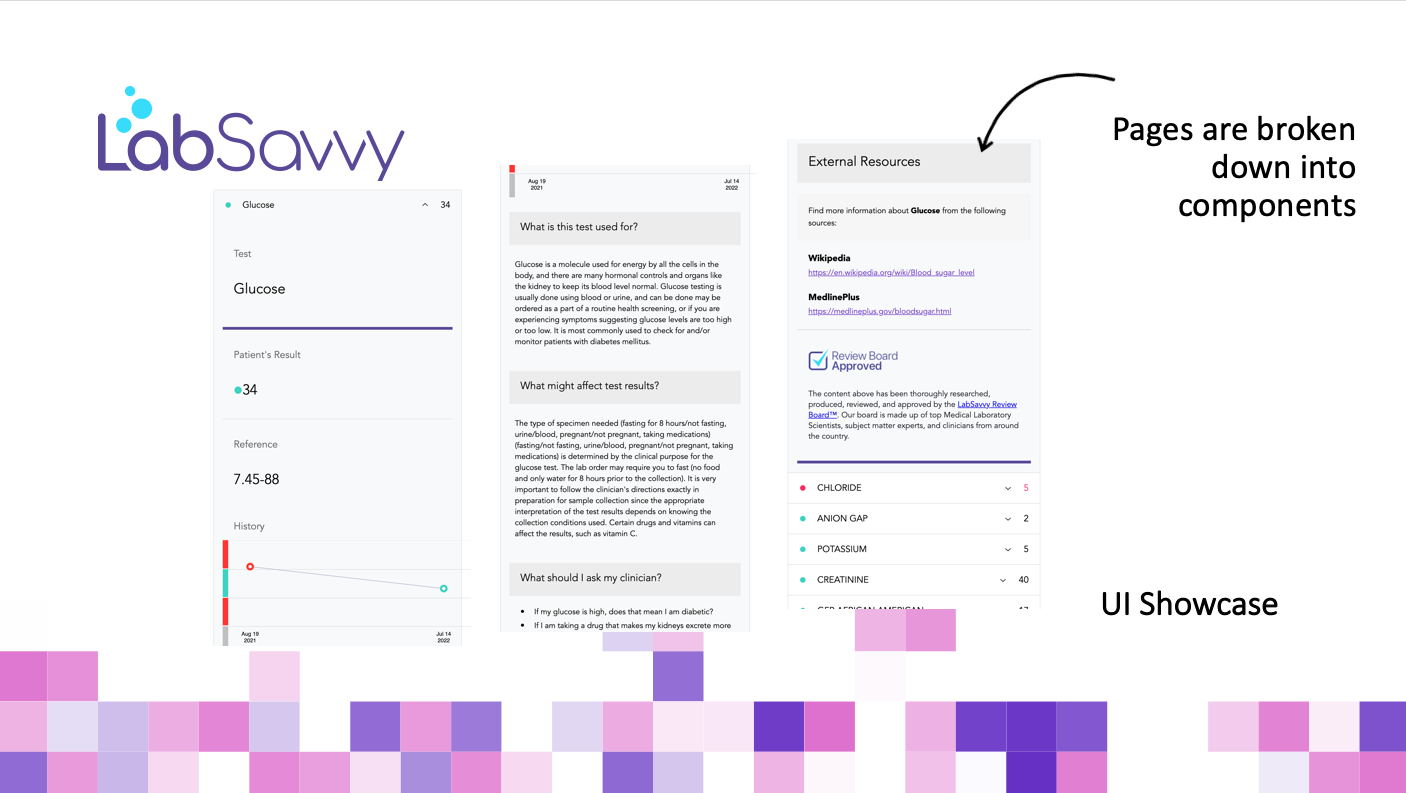 LabSavvy
Glucose 34
Test
Glucose
Patient's Result
34
Reference
7.45-88
History
Aug 19 Jul 14
2021 2022
Aug 19 Jul 14
2021 2022
What is this test used for?
Glucose is a molecule used for energy by all the cells in the
body, and there are many hormonal controls and organs like
the kidney to keep its blood level normal. Glucose testing is
usually done using blood or urine, and can be done may be
ordered as a part of a routine health screening, or if you are
experiencing symptoms suggesting glucose levels are too high
or too low. It is most commonly used to check for and/or
monitor patients with diabetes mellitus.
What might affect test results?
The type of specimen needed (fasting for 8 hours/not fasting,
urine/blood, pregnant/not pregnant, taking medications)
(fasting/not fasting, urine/blood, pregnant/not pregnant, taking
medications) is determined by the clinical purpose for the
glucose test. The lab order may require you to fast (no food
and only water for 8 hours prior to the collection). It is very
important to follow the clinician's directions exactly in
preparation for sample collection since the appropriate
interpretation of the test results depends on knowing the
collection conditions used. Certain drugs and vitamins can
affect the results, such as vitamin C.
What should I ask my clinician?
• If my glucose is high, does that mean I am diabetic?
• If I am taking a drug that makes my kidneys excrete more
External Resources
Find more information about Glucose from the following
sources:
Wikipedia
https://en.wikipedia.org/wiki/Blood_sugar_level
MedlinePlus
https://medlineplus.gov/bloodsugar.html
Review Board
Approved
The content above has been thoroughly researched,
produced, reviewed, and approved by the LabSavvy Review
Board™. Our board is made up of top Medical Laboratory
Scientists, subject matter experts, and clinicians from around
the country.
CHLORIDE 5
ANION GAP 2
POTASSIUM 5
CREATININE 40
Pages are broken
down into
components
UI Showcase